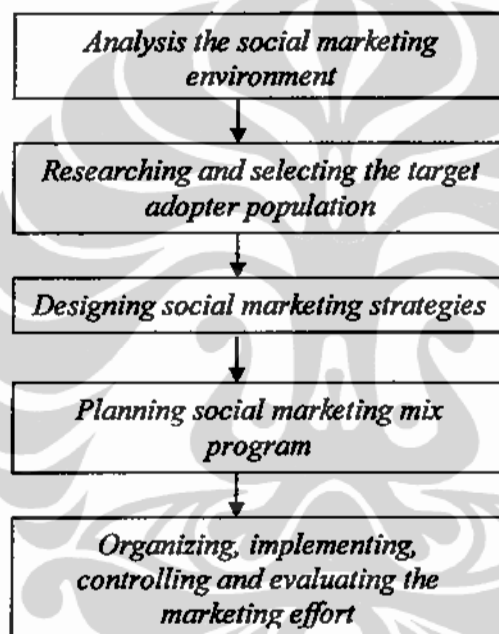 Analysis the social marketing
environment
Researching and selecting the target
adopter population
Designing social marketing strategies
Planning social marketing mix
program
Organizing, implementing,
controlling and evaluating the
marketing effort